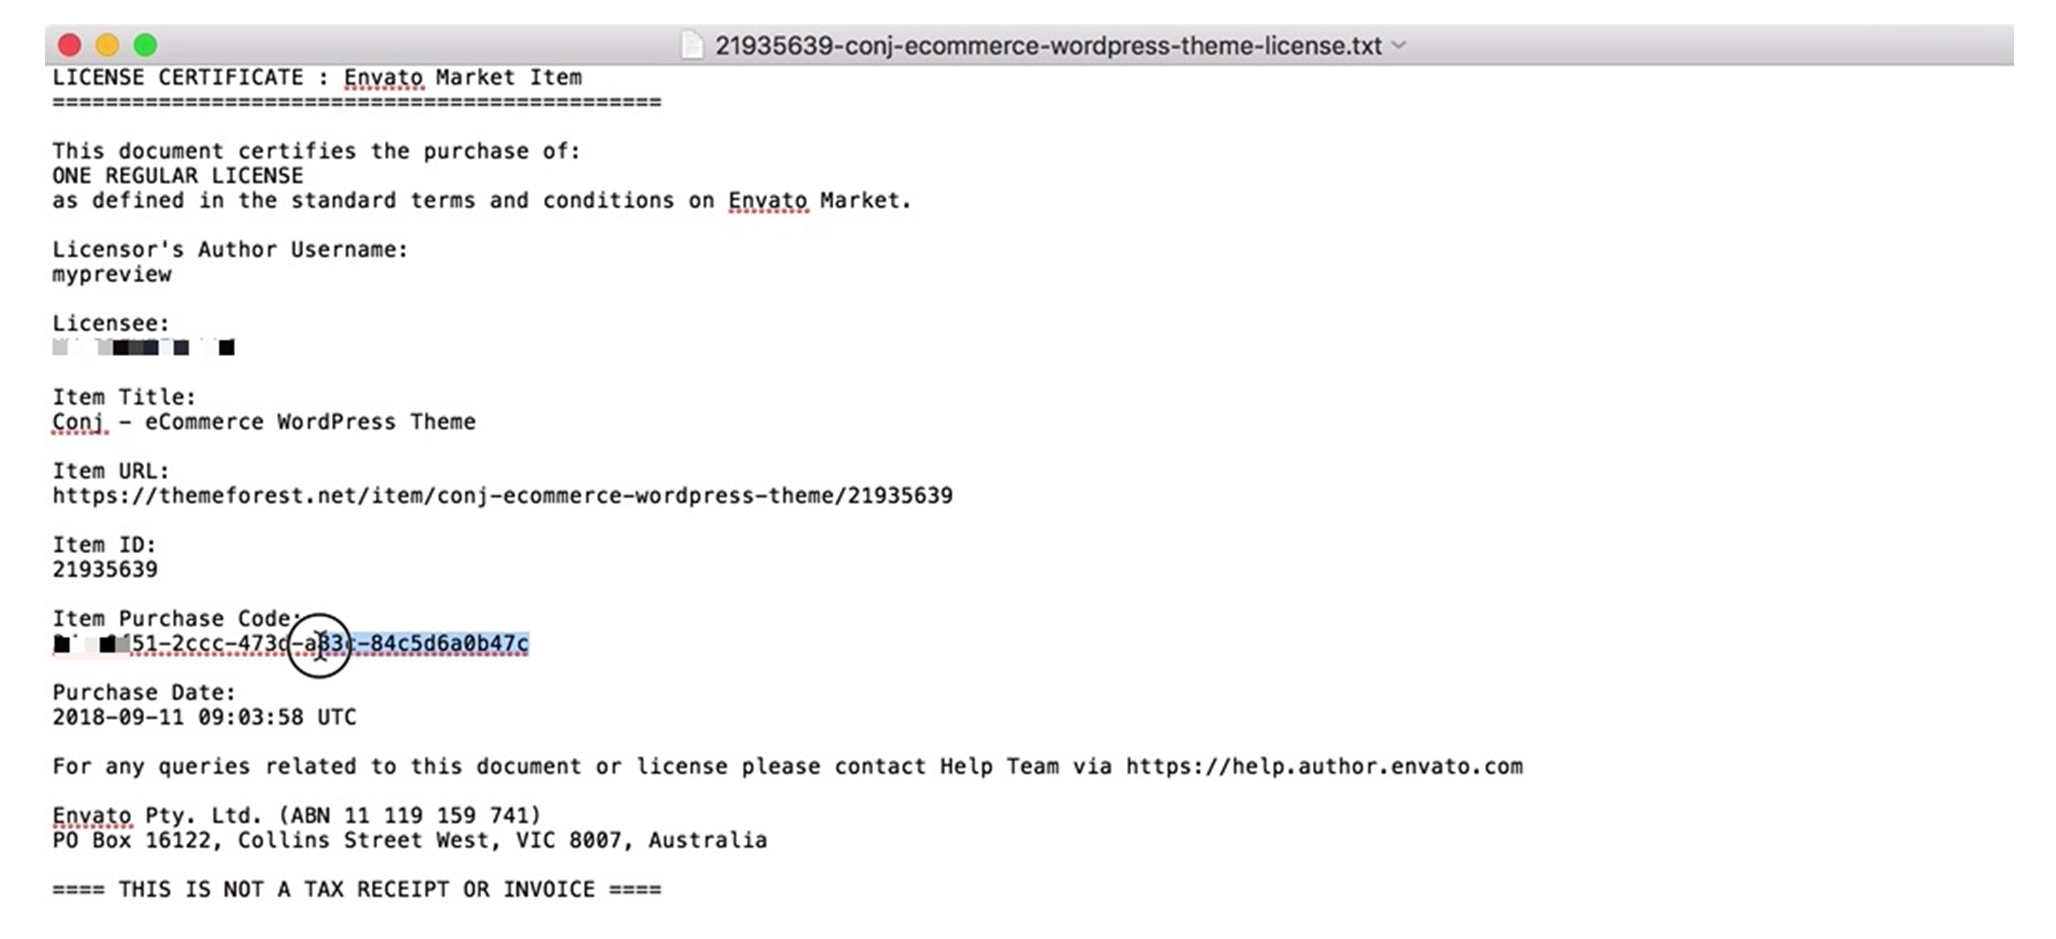 21935639-conj-ecommerce-wordpress-theme-license.txt
LICENSE CERTIFICATE : Envato Market Item
==============================================
This document certifies the purchase of:
ONE REGULAR LICENSE
as defined in the standard terms and conditions on Envato Market.
Licensor's Author Username:
mypreview
Licensee:
Item Title:
Conj – eCommerce WordPress Theme
Item URL:
https://themeforest.net/item/conj-ecommerce-wordpress-theme/21935639
Item ID:
21935639
Item Purchase Code:
51-2ccc-473d-a83c-84c5d6a0b47c
Purchase Date:
2018-09-11 09:03:58 UTC
For any queries related to this document or license please contact Help Team via https://help.author.envato.com
Envato Pty. Ltd. (ABN 11 119 159 741)
PO Box 16122, Collins Street West, VIC 8007, Australia
==== THIS IS NOT A TAX RECEIPT OR INVOICE ====